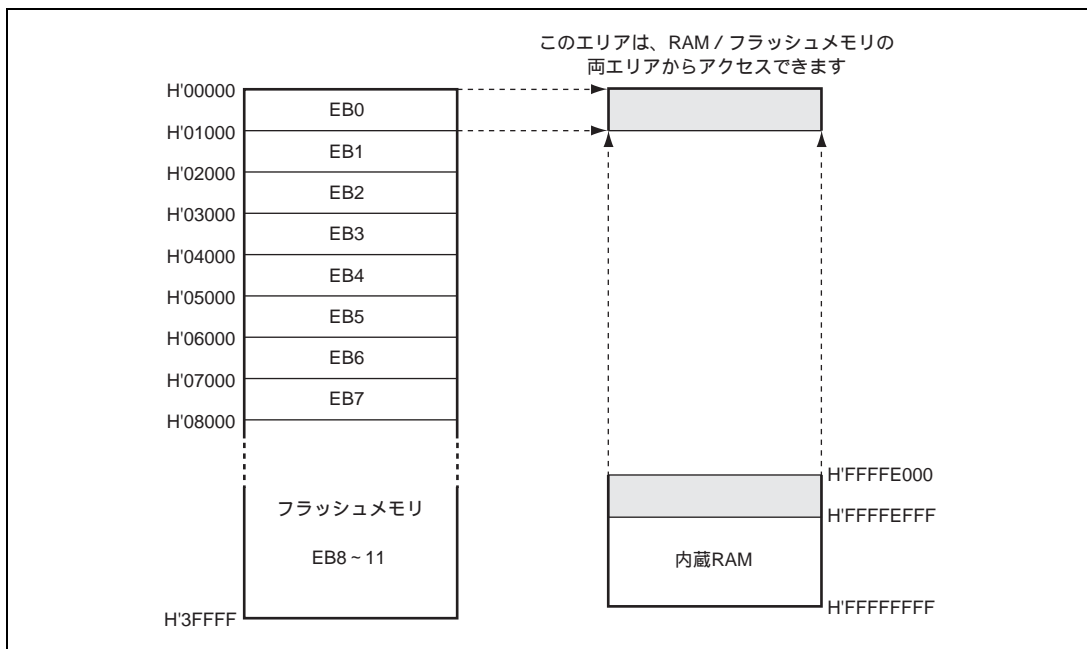 このエリアは、RAM / フラッシュメモリの
両エリアからアクセスできます
H'00000
EB0
H'01000
EB1
H'02000
EB2
H'03000
EB3
H'04000
EB4
H'05000
EB5
H'06000
EB6
H'07000
EB7
H'08000
フラッシュメモリ
EB8 ~ 11
H'3FFFF
H'FFFFE000
H'FFFFEFFF
内蔵RAM
H'FFFFFFFF